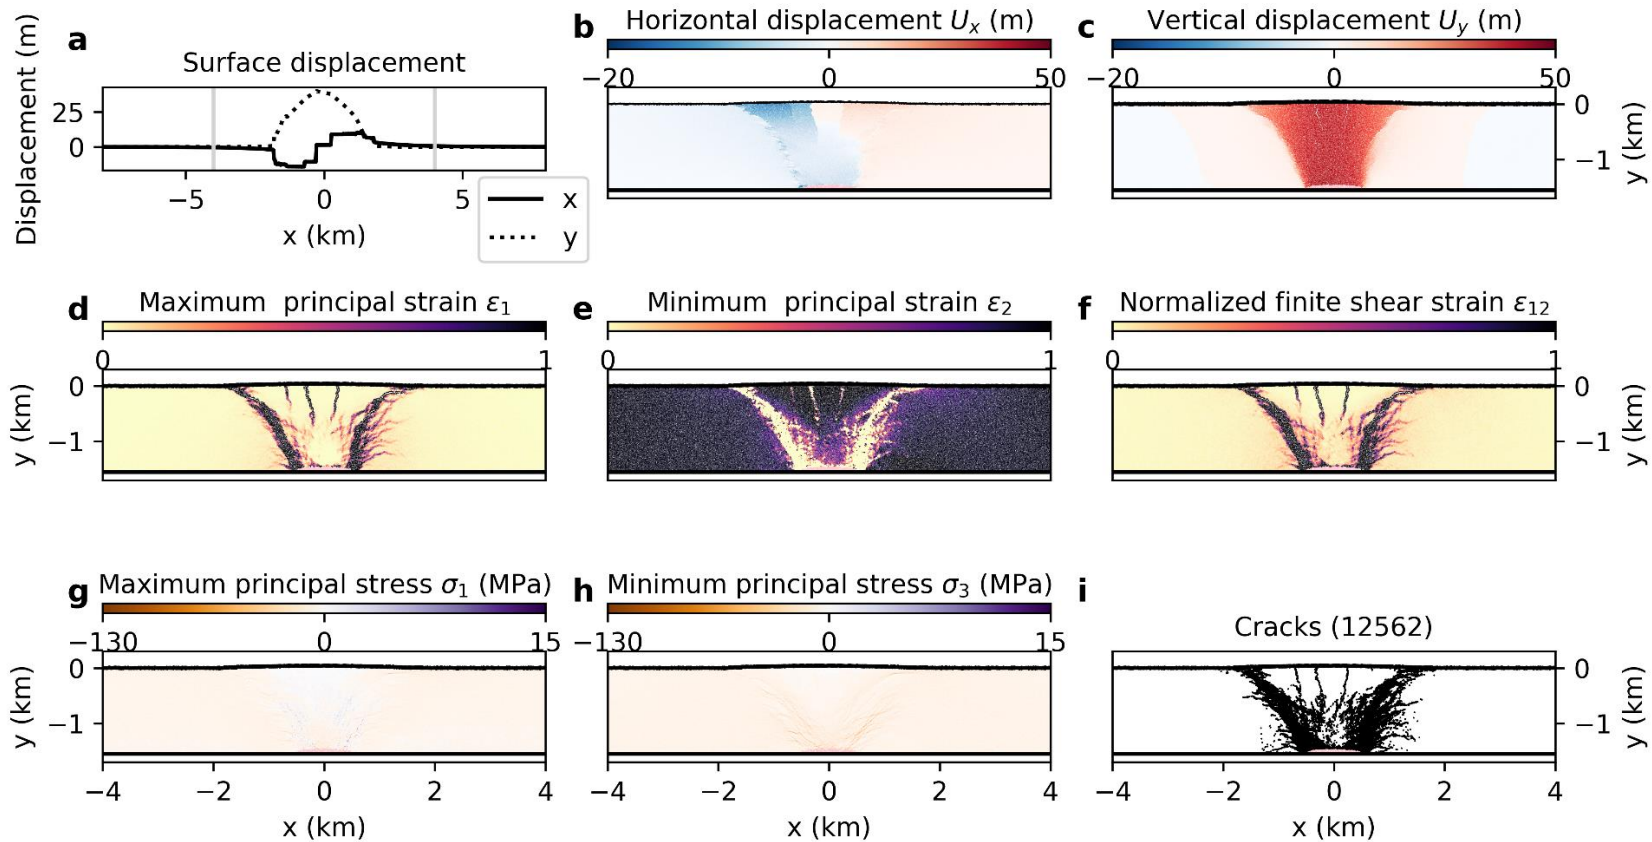 a
Surface displacement
Displacement (m)
25
0
−5 0 5
x (km)
x
y
b Horizontal displacement Ux (m)
−20 0 50
c Vertical displacement Uy (m)
−20 0 50
0
−1
y (km)
d Maximum principal strain ε1
0 1
0
−1
y (km)
e Minimum principal strain ε2
0 1
f Normalized finite shear strain ε12
0 1
0
−1
y (km)
g Maximum principal stress σ1 (MPa)
−130 0 15
0
−1
y (km)
−4 −2 0 2 4
x (km)
h Minimum principal stress σ3 (MPa)
−130 0 15
−2 0 2 4
x (km)
i
Cracks (12562)
0
−1
y (km)
−4 −2 0 2 4
x (km)